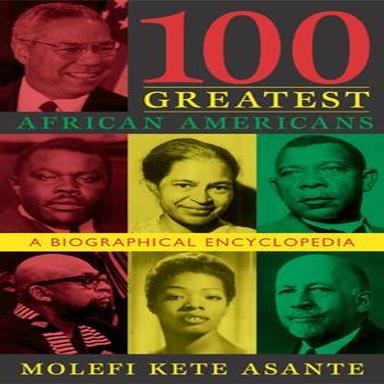 100
GREATEST
AFRICAN AMERICANS
A BIOGRAPHICAL ENCYCLOPEDIA
MOLEFI KETE ASANTE